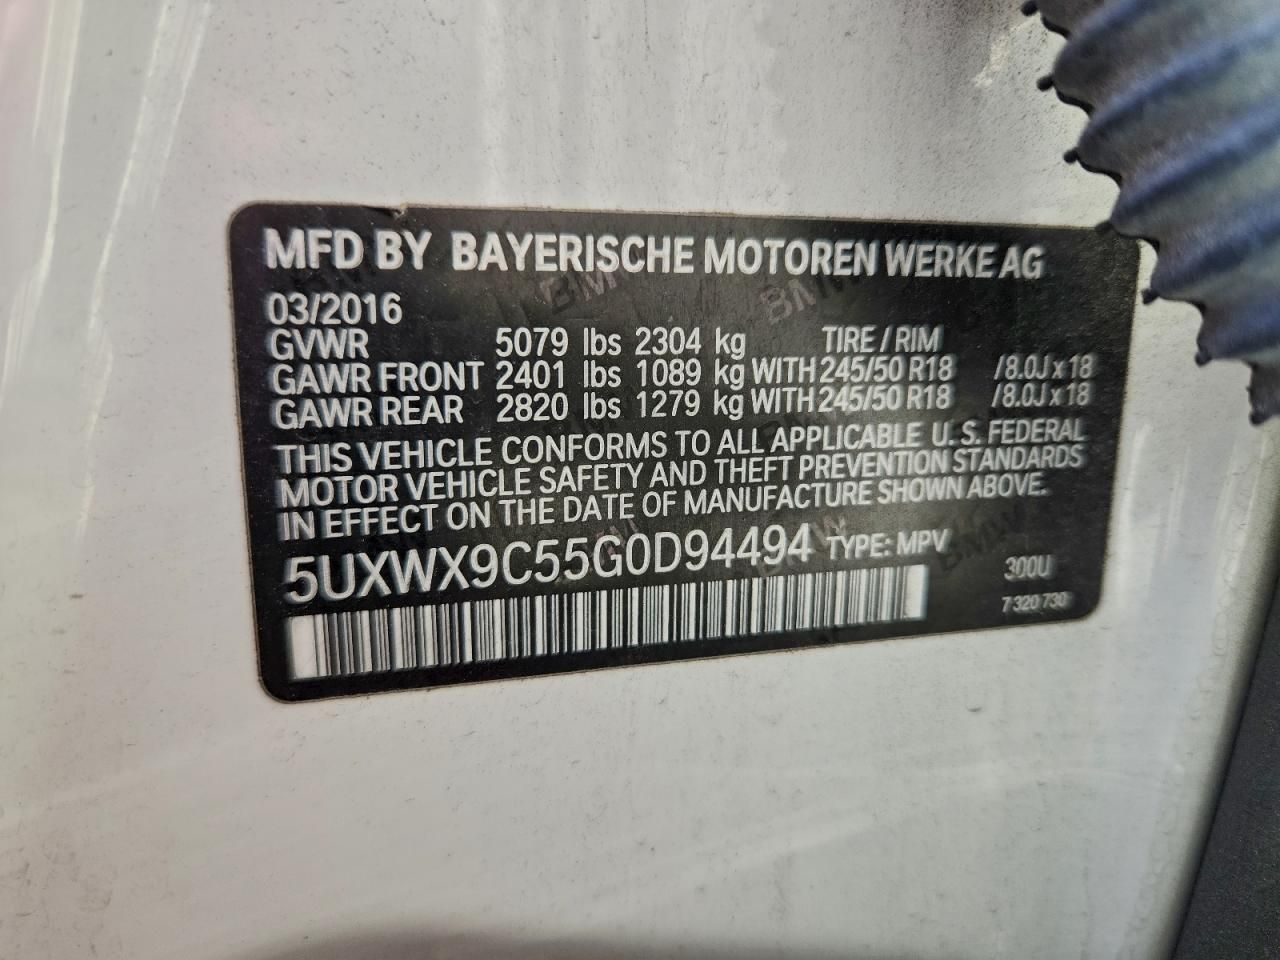 MFD BY BAYERISCHE MOTOREN WERKE AG
03/2016
GVWR 5079 lbs 2304 kg TIRE / RIM
GAWR FRONT 2401 lbs 1089 kg WITH 245/50 R18 /8.0J x 18
GAWR REAR 2820 lbs 1279 kg WITH 245/50 R18 /8.0J x 18
THIS VEHICLE CONFORMS TO ALL APPLICABLE U.S. FEDERAL
MOTOR VEHICLE SAFETY AND THEFT PREVENTION STANDARDS
IN EFFECT ON THE DATE OF MANUFACTURE SHOWN ABOVE.
5UXWX9C55G0D94494 TYPE: MPV
300U
7 320 730